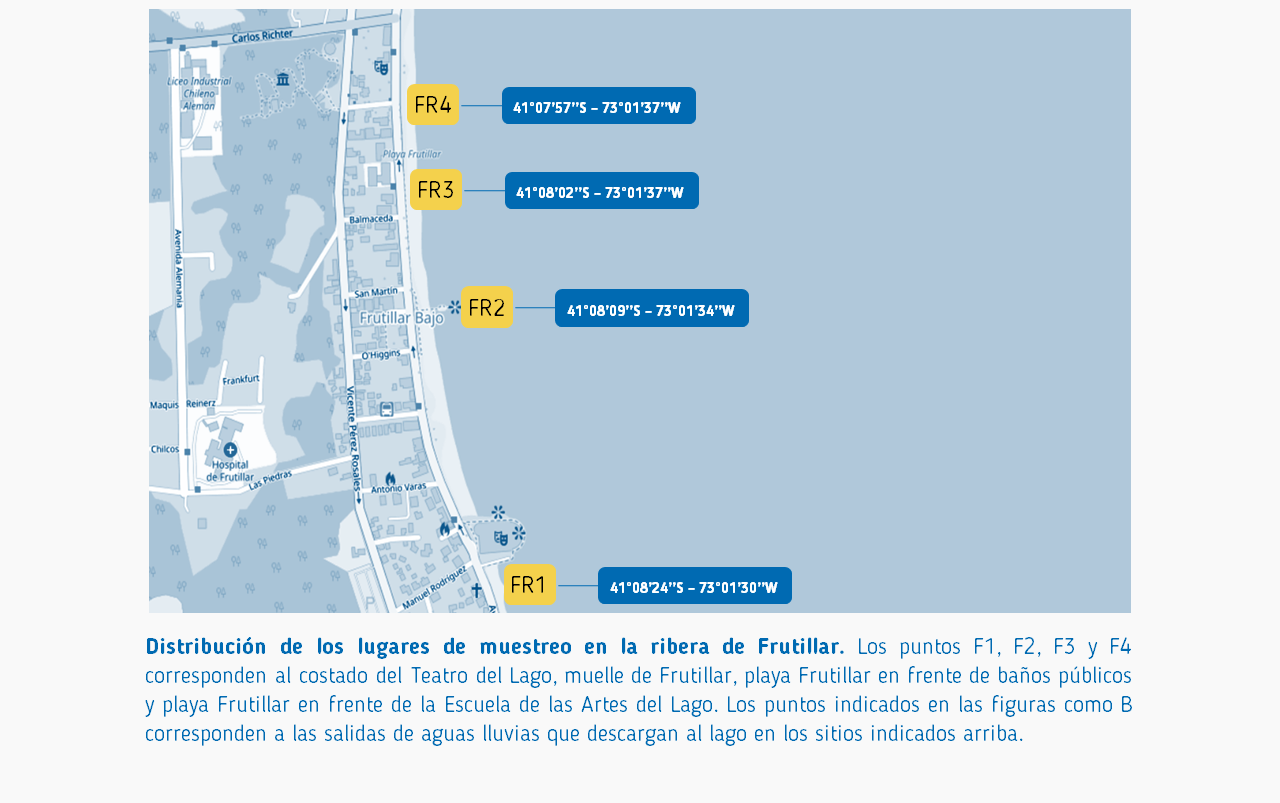 Carlos Richter
Liceo Industrial
Chileno
Alemán
FR4
41°07'57''S – 73°01'37''W
Playa Frutillar
FR3
41°08'02''S – 73°01'37''W
Balmaceda
Avenida Alemania
San Martín
FR2
41°08'09''S – 73°01'34''W
Frutillar Bajo
O'Higgins
Frankfurt
Maquis
Reinerz
Vicente Pérez Rosales
Chilcos
Hospital
de Frutillar
Las Piedras
Antonio Varas
FR1
41°08'24''S – 73°01'30''W
Manuel Rodríguez
P
Distribución de los lugares de muestreo en la ribera de Frutillar. Los puntos F1, F2, F3 y F4
corresponden al costado del Teatro del Lago, muelle de Frutillar, playa Frutillar en frente de baños públicos
y playa Frutillar en frente de la Escuela de las Artes del Lago. Los puntos indicados en las figuras como B
corresponden a las salidas de aguas lluvias que descargan al lago en los sitios indicados arriba.